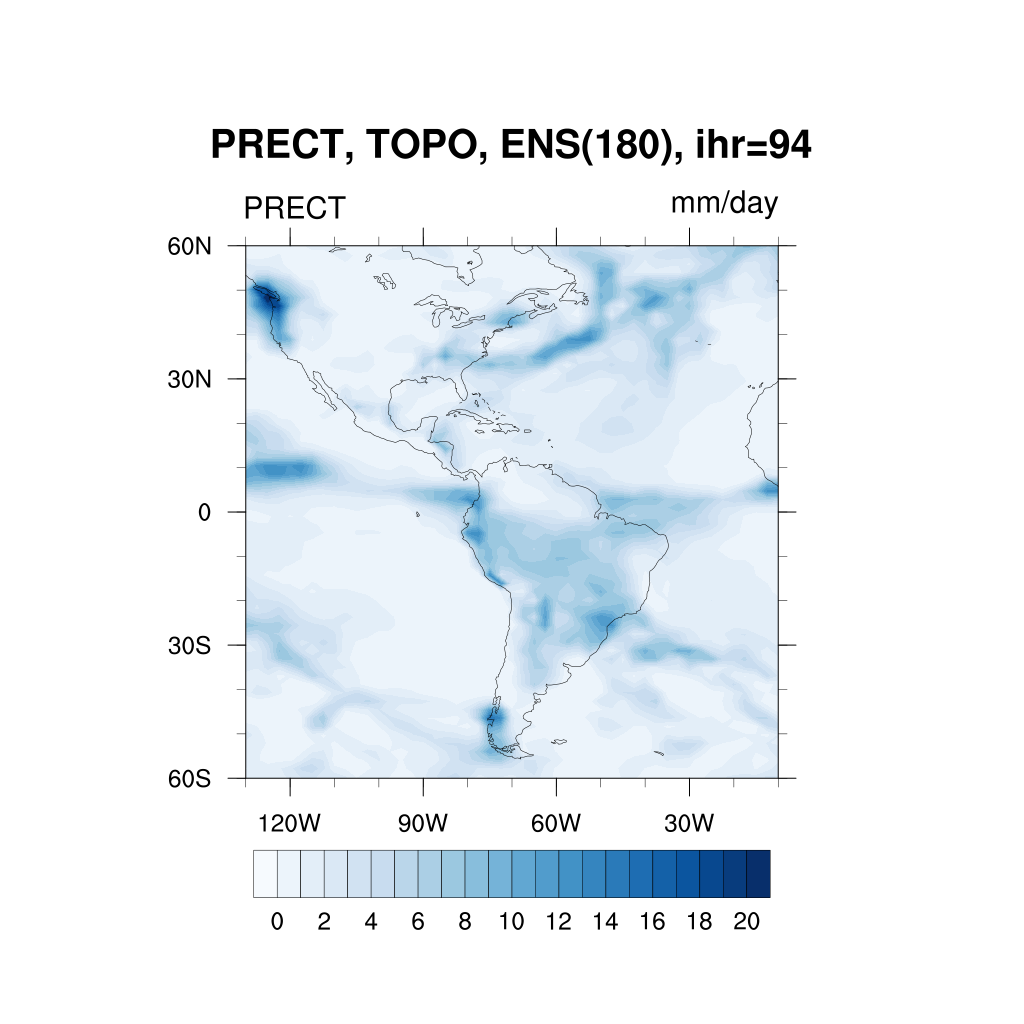 PRECT, TOPO, ENS(180), ihr=94
PRECT mm/day
60N
30N
0
30S
60S
120W 90W 60W 30W
0 2 4 6 8 10 12 14 16 18 20